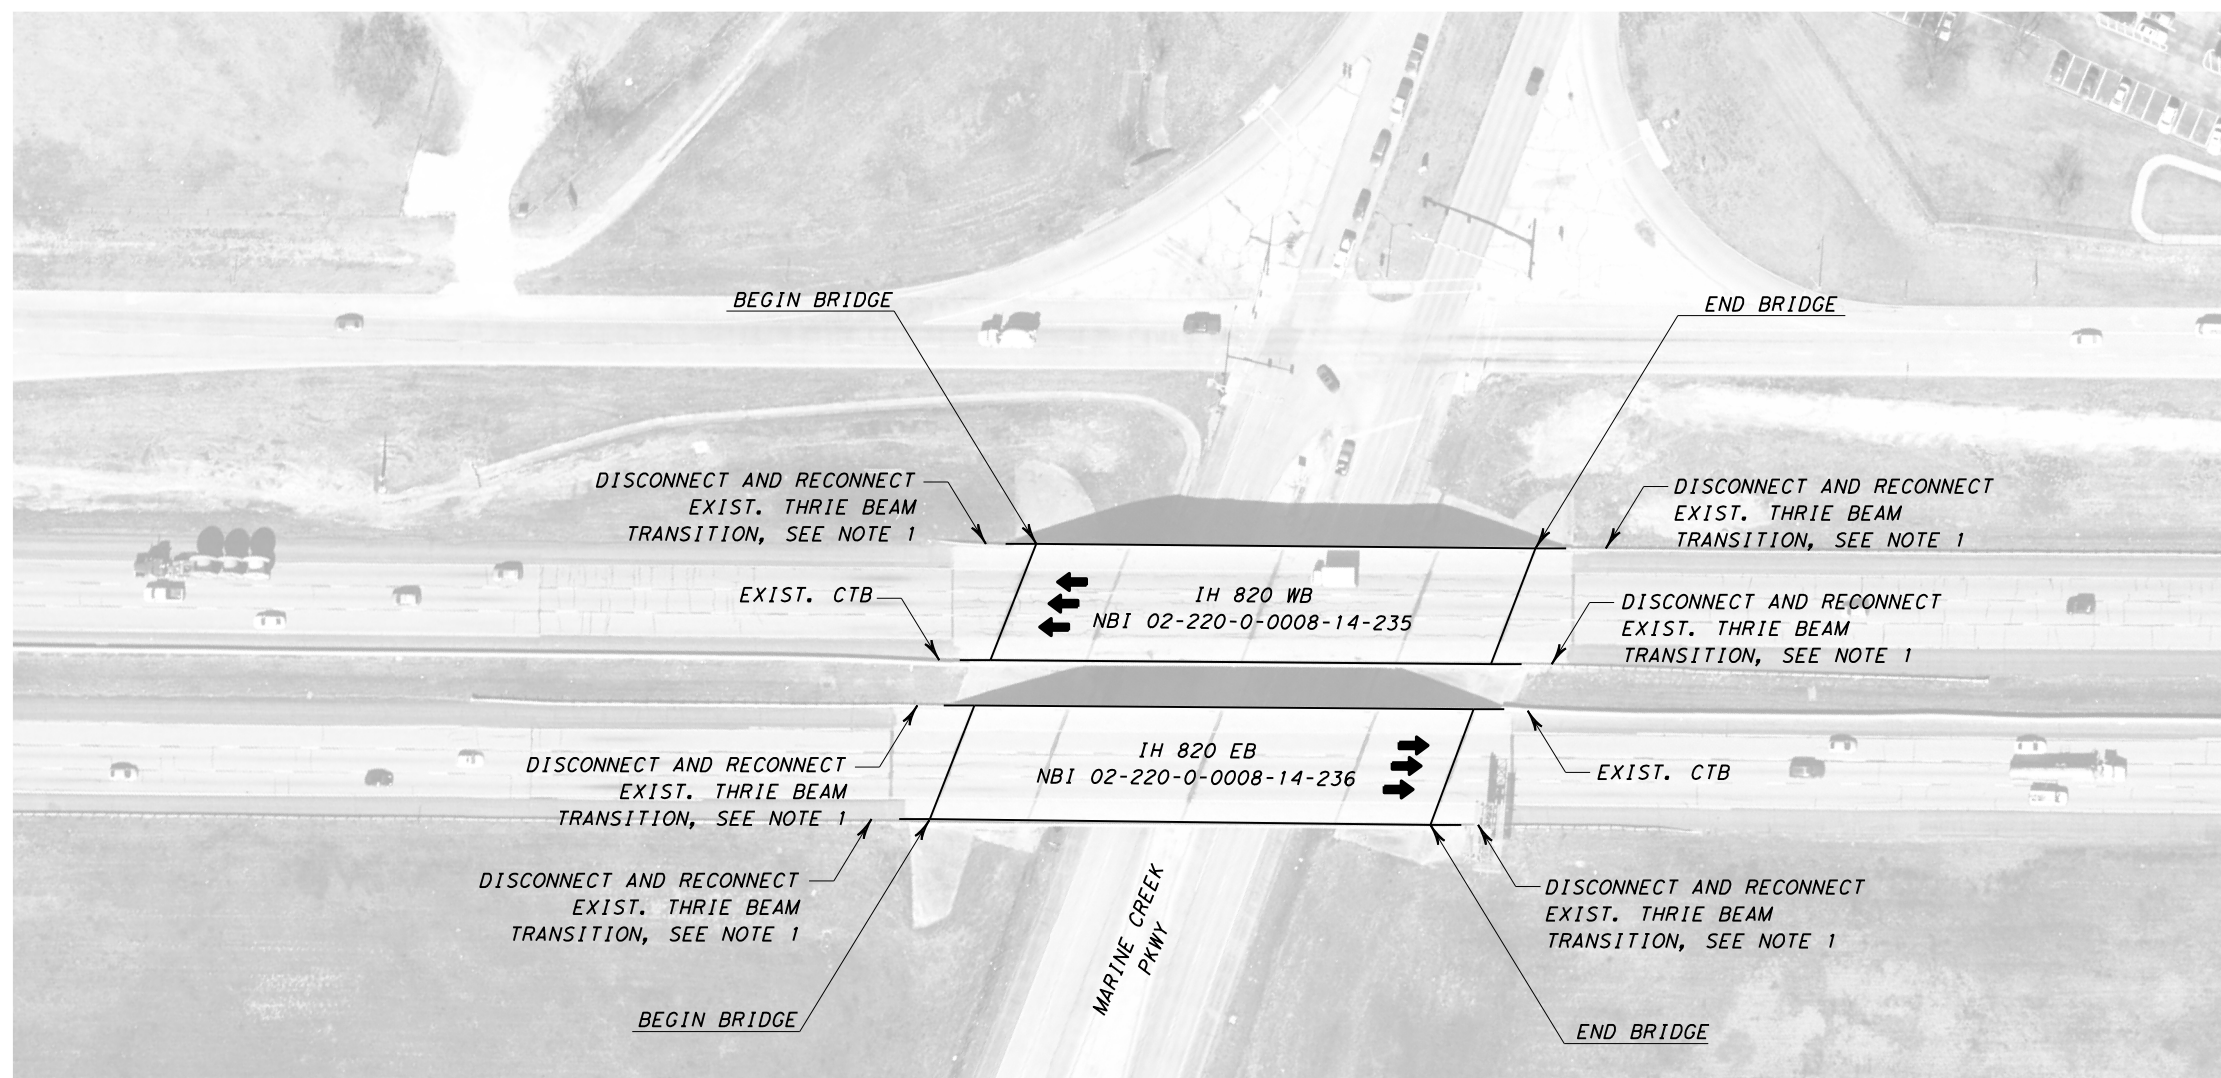 BEGIN BRIDGE
END BRIDGE
DISCONNECT AND RECONNECT
EXIST. THRIE BEAM
TRANSITION, SEE NOTE 1
DISCONNECT AND RECONNECT
EXIST. THRIE BEAM
TRANSITION, SEE NOTE 1
EXIST. CTB
IH 820 WB
NBI 02-220-0-0008-14-235
DISCONNECT AND RECONNECT
EXIST. THRIE BEAM
TRANSITION, SEE NOTE 1
DISCONNECT AND RECONNECT
EXIST. THRIE BEAM
TRANSITION, SEE NOTE 1
IH 820 EB
NBI 02-220-0-0008-14-236
EXIST. CTB
DISCONNECT AND RECONNECT
EXIST. THRIE BEAM
TRANSITION, SEE NOTE 1
MARINE CREEK
PKWY
DISCONNECT AND RECONNECT
EXIST. THRIE BEAM
TRANSITION, SEE NOTE 1
BEGIN BRIDGE
END BRIDGE